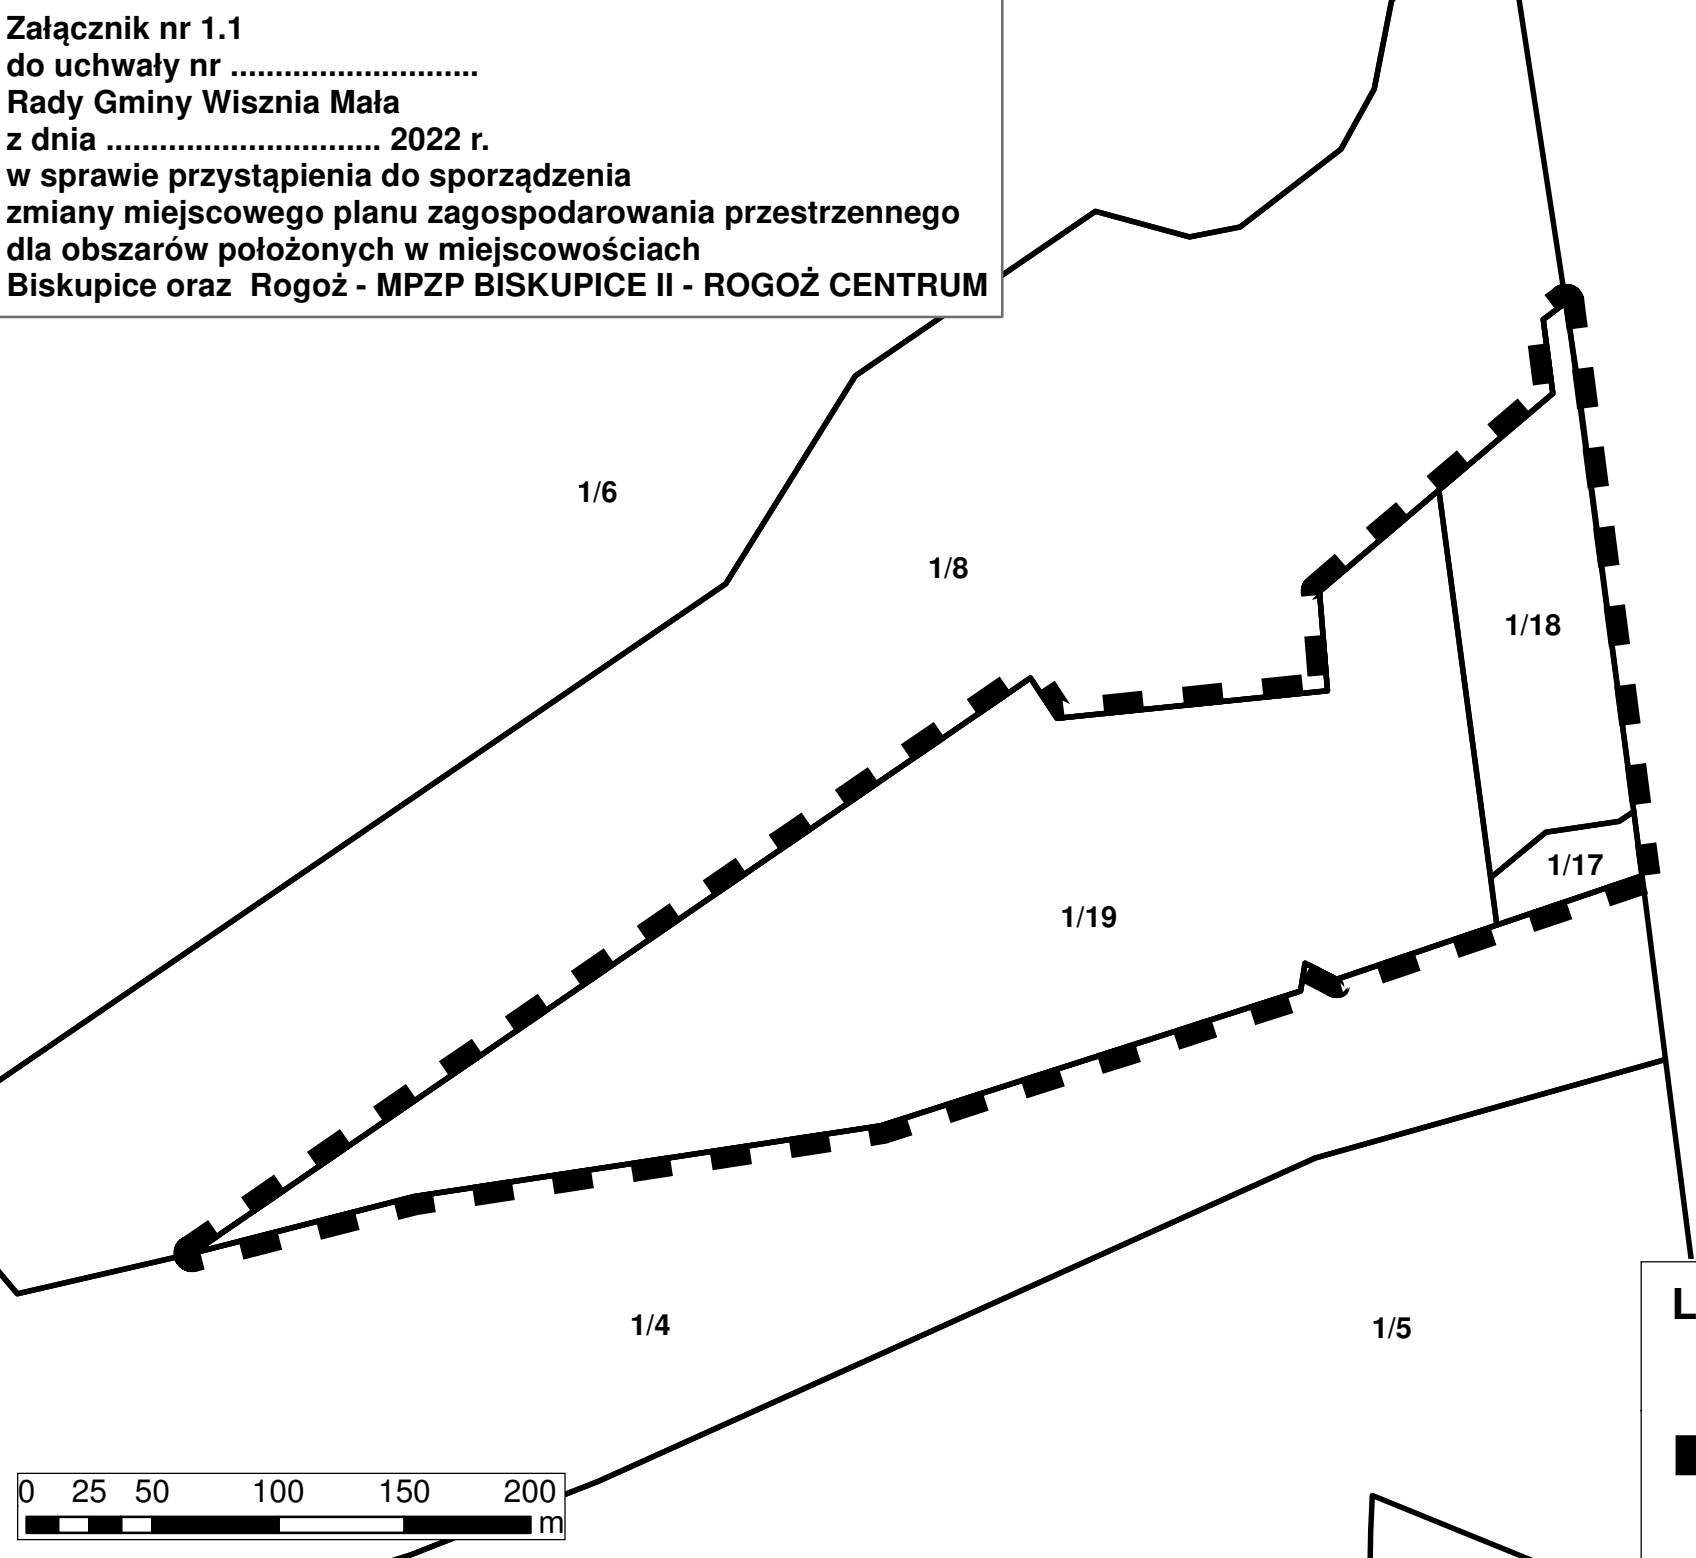 Załącznik nr 1.1
do uchwały nr ............................
Rady Gminy Wisznia Mała
z dnia ............................... 2022 r.
w sprawie przystąpienia do sporządzenia
zmiany miejscowego planu zagospodarowania przestrzennego
dla obszarów położonych w miejscowościach
Biskupice oraz  Rogoż - MPZP BISKUPICE II - ROGOŻ CENTRUM
1/6
1/8
1/18
1/17
1/19
1/4
1/5
L
0 25 50 100 150 200
m